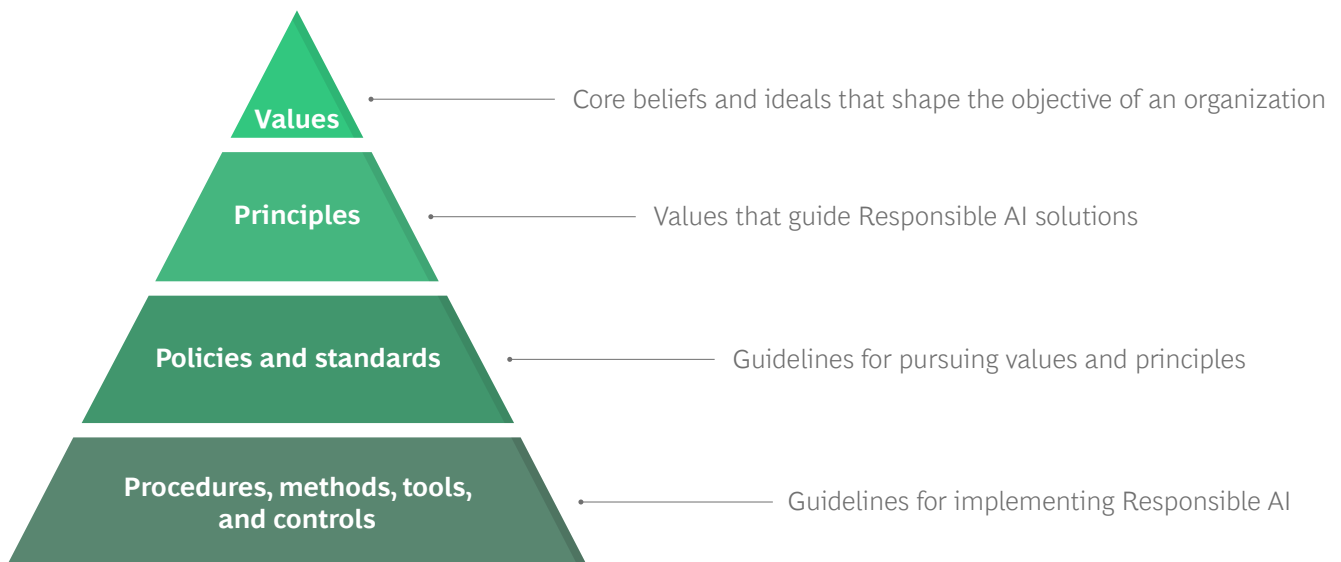 Values
Core beliefs and ideals that shape the objective of an organization
Principles
Values that guide Responsible AI solutions
Policies and standards
Guidelines for pursuing values and principles
Procedures, methods, tools,
and controls
Guidelines for implementing Responsible AI